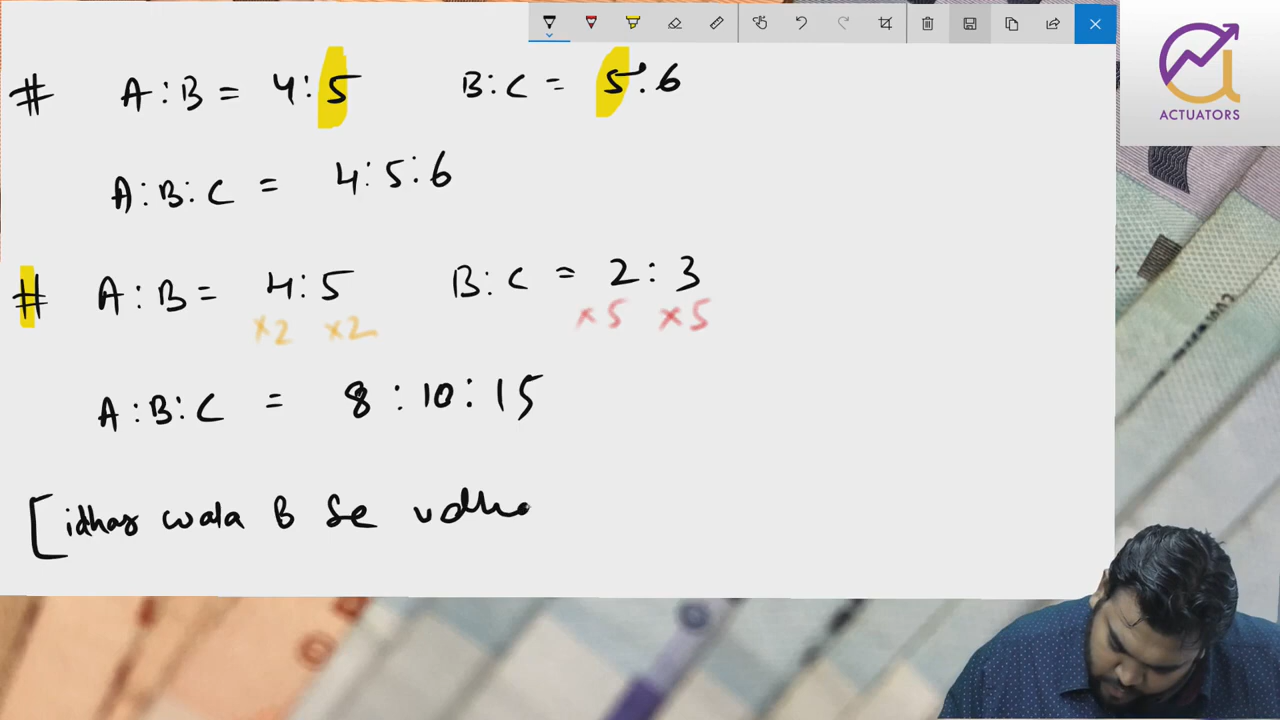 ACTUATORS
# A:B = 4:5 B:C = 5:6
A:B:C = 4:5:6
# A:B = 4:5 B:C = 2:3
×2 ×2 ×5 ×5
A:B:C = 8:10:15
[idhar wala B se udha